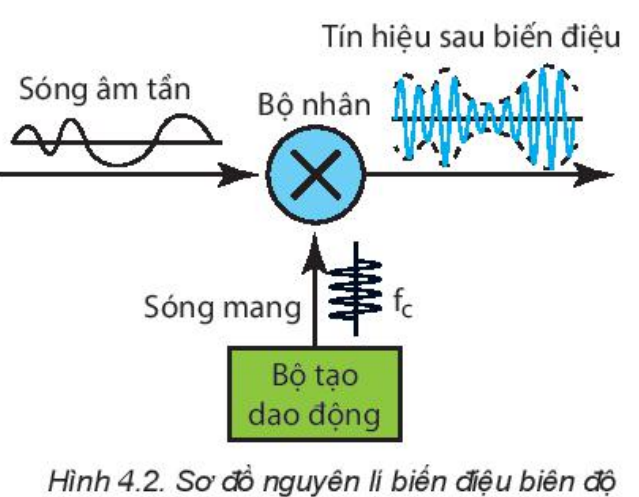 Tín hiệu sau biến điệu
Sóng âm tần
Bộ nhân
Sóng mang
fc
Bộ tạo
dao động
Hình 4.2. Sơ đồ nguyên lí biến điệu biên độ